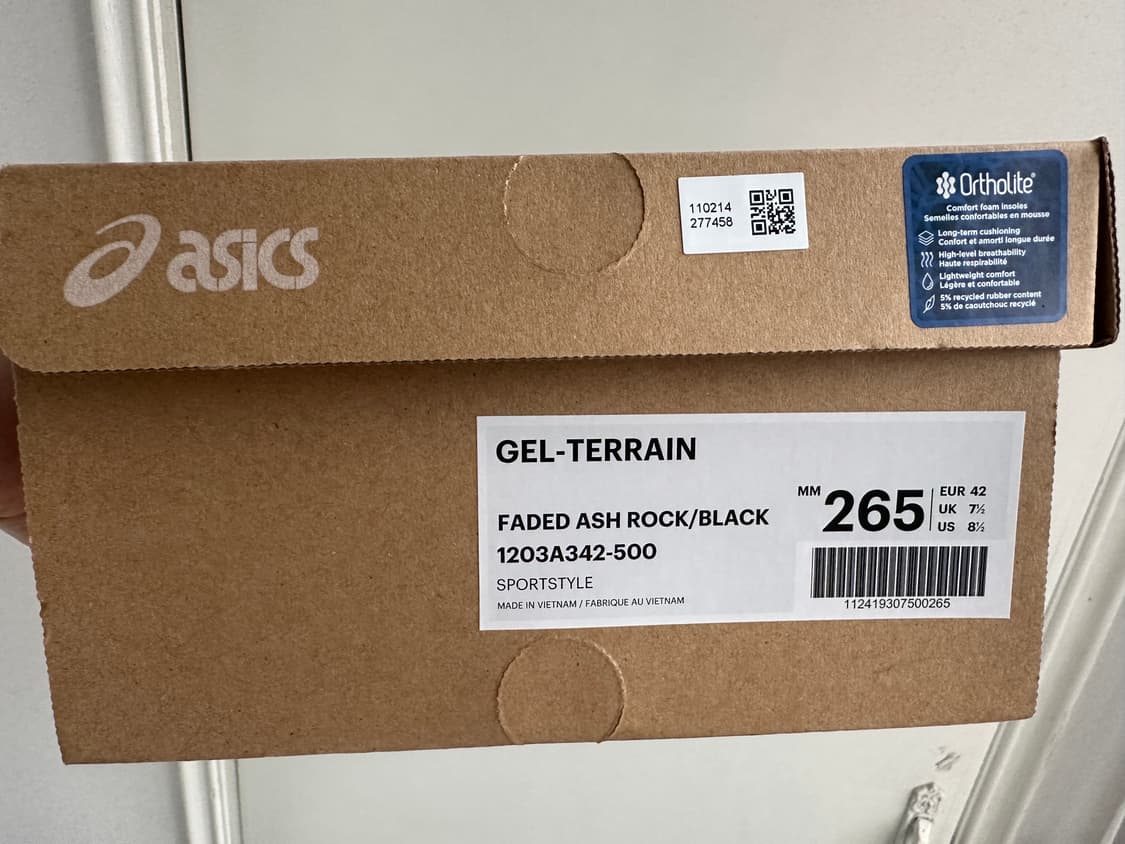 asics
110214
277458
Ortholite®
Comfort foam insoles
Semelles confortables en mousse
Long-term cushioning
Confort et amorti longue durée
High-level breathability
Haute respirabilité
Lightweight comfort
Légère et confortable
5% recycled rubber content
5% de caoutchouc recyclé
GEL-TERRAIN
FADED ASH ROCK/BLACK
1203A342-500
SPORTSTYLE
MADE IN VIETNAM / FABRIQUE AU VIETNAM
MM 265
EUR 42
UK 7½
US 8½
112419307500265